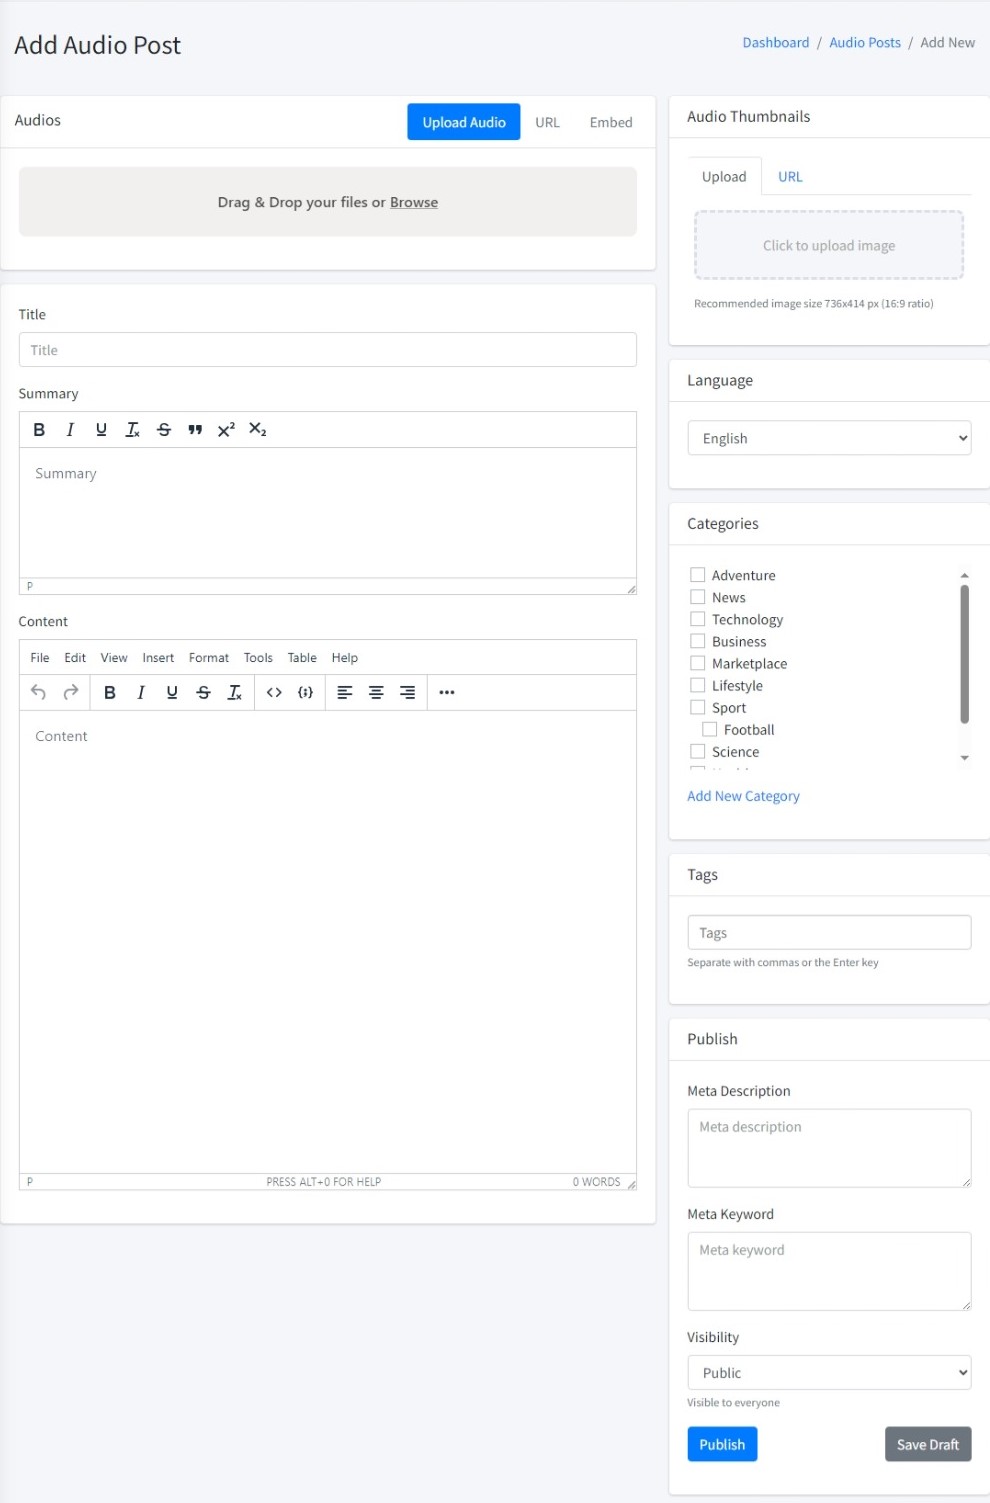 Add Audio Post
Dashboard / Audio Posts / Add New
Audios
Upload Audio URL Embed
Drag & Drop your files or Browse
Title
Title
Summary
B I U Tx S X² X₂
Summary
P
Content
File Edit View Insert Format Tools Table Help
B I U S Tx <> {;} •••
Content
P PRESS ALT+0 FOR HELP 0 WORDS
Audio Thumbnails
Upload URL
Click to upload image
Recommended image size 736x414 px (16:9 ratio)
Language
English
Categories
Adventure
News
Technology
Business
Marketplace
Lifestyle
Sport
Football
Science
Add New Category
Tags
Tags
Separate with commas or the Enter key
Publish
Meta Description
Meta description
Meta Keyword
Meta keyword
Visibility
Public
Visible to everyone
Publish Save Draft